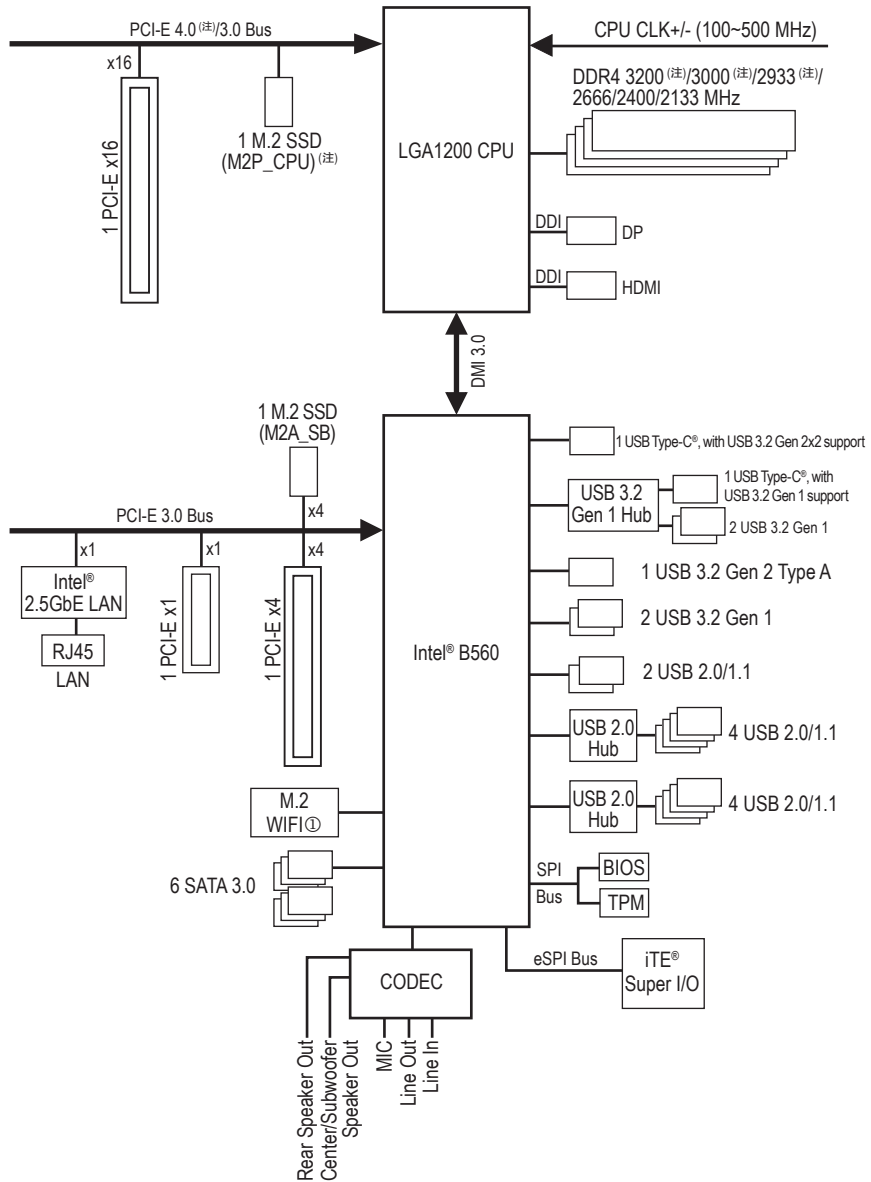 PCI-E 4.0 (注)/3.0 Bus
CPU CLK+/- (100~500 MHz)
x16
1 PCI-E x16
1 M.2 SSD
(M2P_CPU) (注)
LGA1200 CPU
DDR4 3200 (注)/3000 (注)/2933 (注)/
2666/2400/2133 MHz
DDI
DP
DDI
HDMI
DMI 3.0
1 M.2 SSD
(M2A_SB)
x4
PCI-E 3.0 Bus
x1
x1
x4
Intel®
2.5GbE LAN
RJ45
LAN
1 PCI-E x1
1 PCI-E x4
Intel® B560
1 USB Type-C®, with USB 3.2 Gen 2x2 support
USB 3.2
Gen 1 Hub
1 USB Type-C®, with
USB 3.2 Gen 1 support
2 USB 3.2 Gen 1
1 USB 3.2 Gen 2 Type A
2 USB 3.2 Gen 1
2 USB 2.0/1.1
USB 2.0
Hub
4 USB 2.0/1.1
USB 2.0
Hub
4 USB 2.0/1.1
M.2
WIFI①
6 SATA 3.0
SPI
Bus
BIOS
TPM
eSPI Bus
iTE®
Super I/O
CODEC
Rear Speaker Out
Center/Subwoofer
Speaker Out
MIC
Line Out
Line In